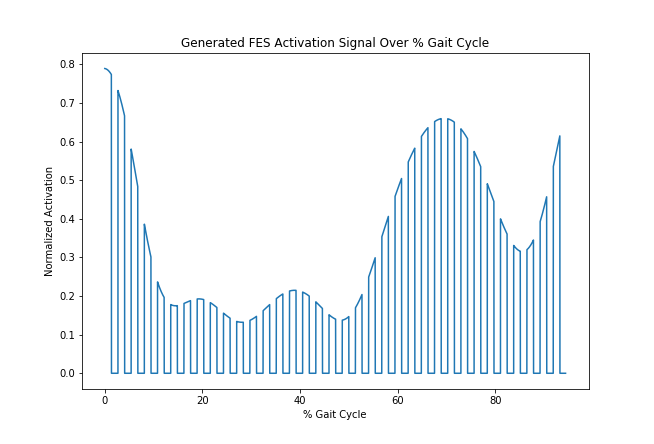 Generated FES Activation Signal Over % Gait Cycle
0.8
0.7
0.6
0.5
0.4
0.3
0.2
0.1
0.0
Normalized Activation
0 20 40 60 80
% Gait Cycle